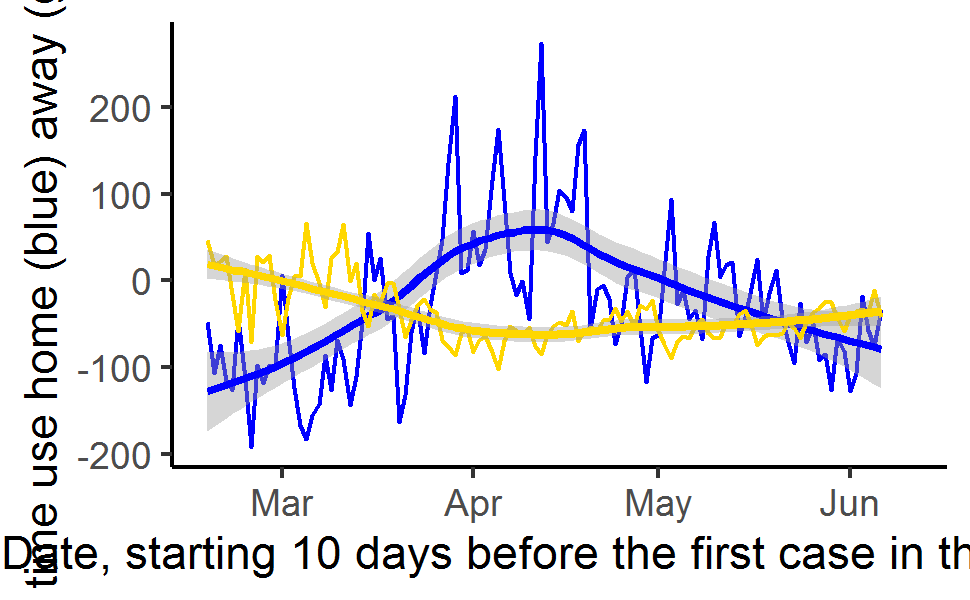 time use home (blue) away (g
200
100
0
-100
-200
Mar Apr May Jun
Date, starting 10 days before the first case in th